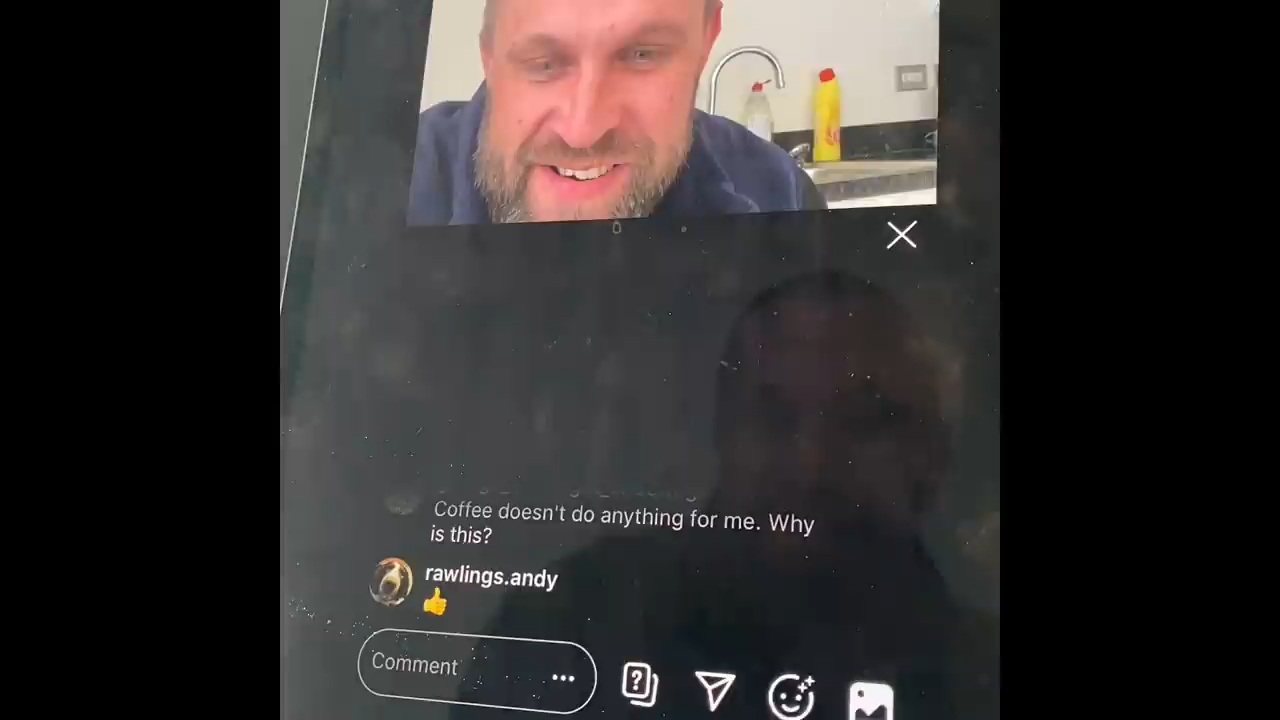 Coffee doesn't do anything for me. Why
is this?
rawlings.andy
👍
Comment